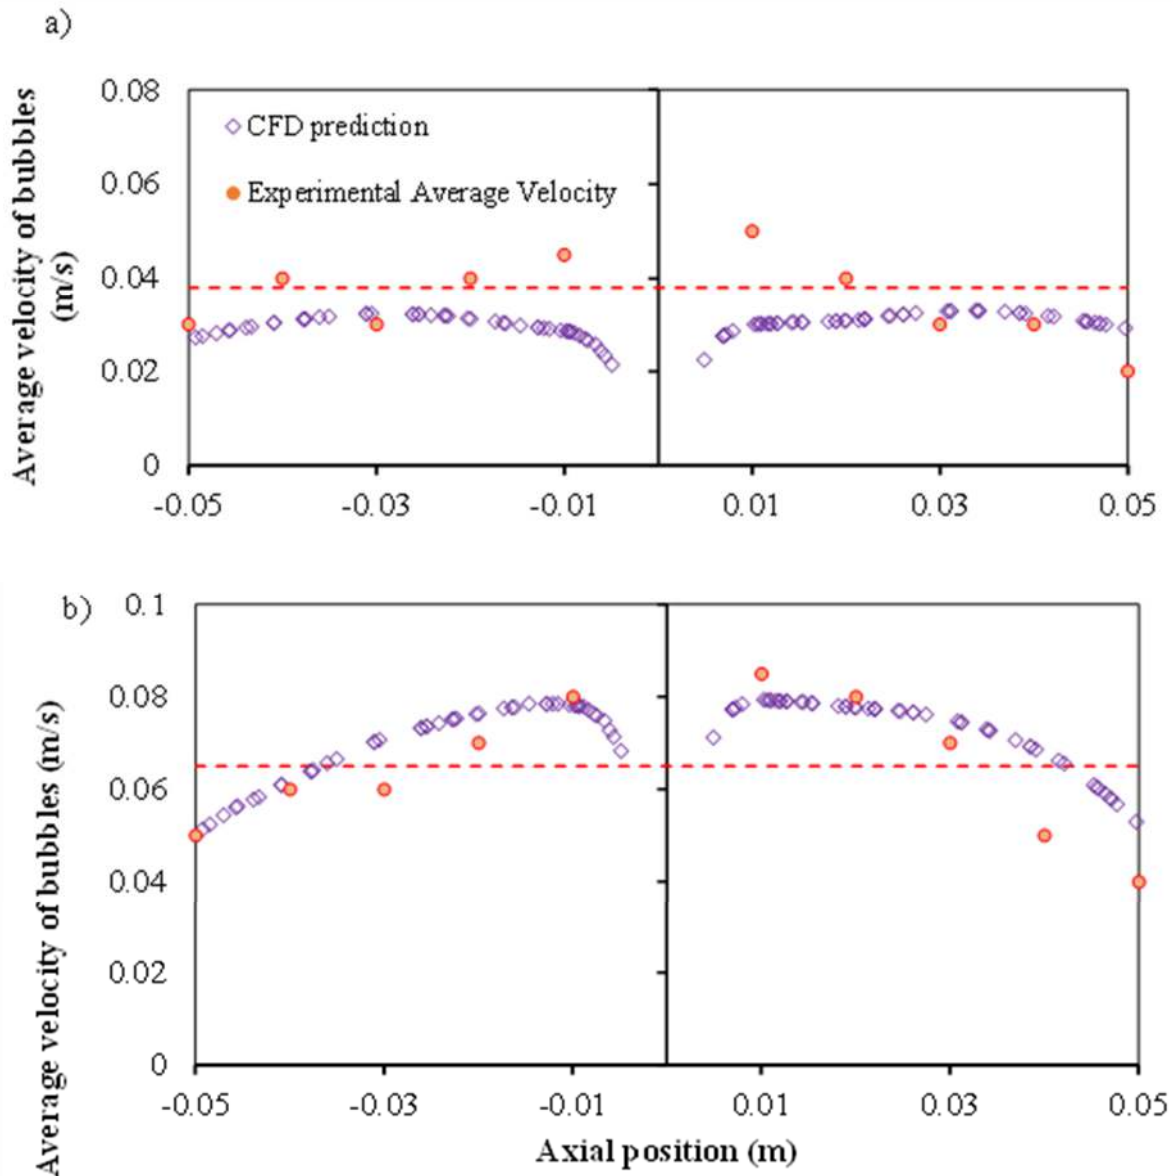 a)
Average velocity of bubbles
(m/s)
0.08
0.06
0.04
0.02
0
CFD prediction
Experimental Average Velocity
-0.05
-0.03
-0.01
0.01
0.03
0.05
b)
Average velocity of bubbles (m/s)
0.1
0.08
0.06
0.04
0.02
0
-0.05
-0.03
-0.01
0.01
0.03
0.05
Axial position (m)